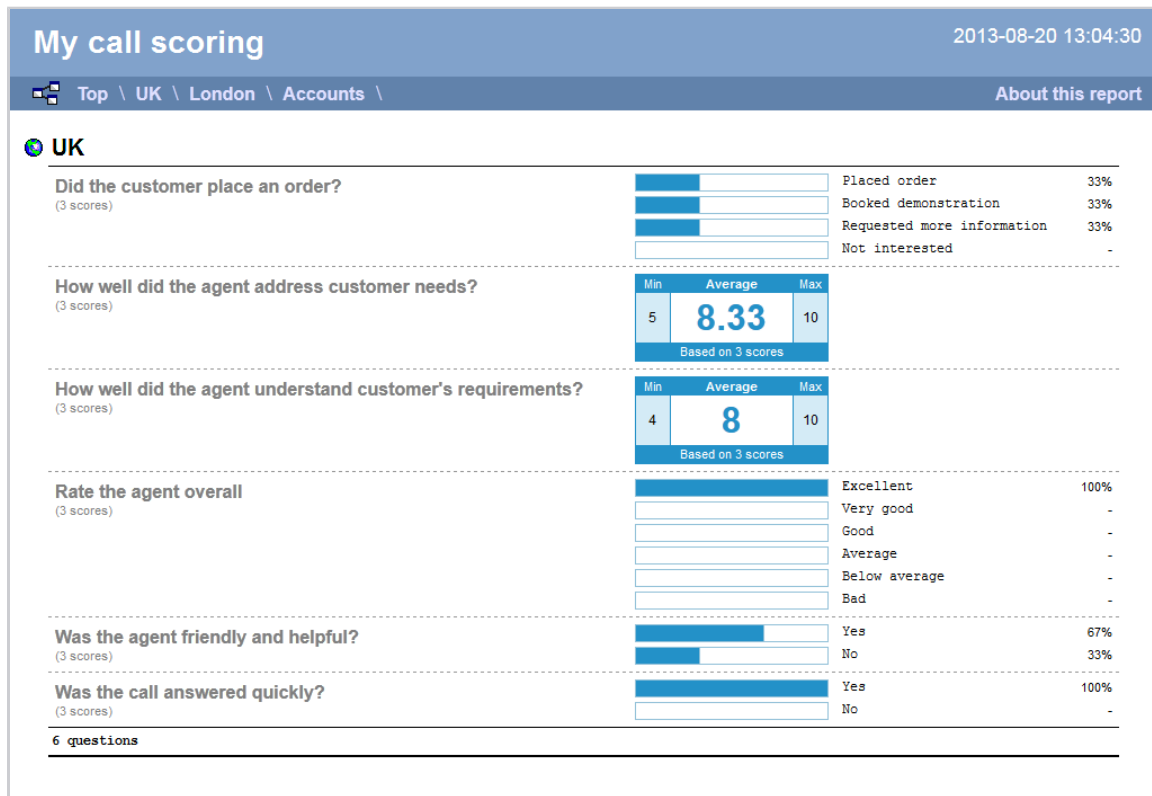 My call scoring
2013-08-20 13:04:30
Top \ UK \ London \ Accounts \
About this report
UK
Did the customer place an order?
(3 scores)
Placed order 33%
Booked demonstration 33%
Requested more information 33%
Not interested -
How well did the agent address customer needs?
(3 scores)
Min Average Max
5 8.33 10
Based on 3 scores
How well did the agent understand customer's requirements?
(3 scores)
Min Average Max
4 8 10
Based on 3 scores
Rate the agent overall
(3 scores)
Excellent 100%
Very good -
Good -
Average -
Below average -
Bad -
Was the agent friendly and helpful?
(3 scores)
Yes 67%
No 33%
Was the call answered quickly?
(3 scores)
Yes 100%
No -
6 questions